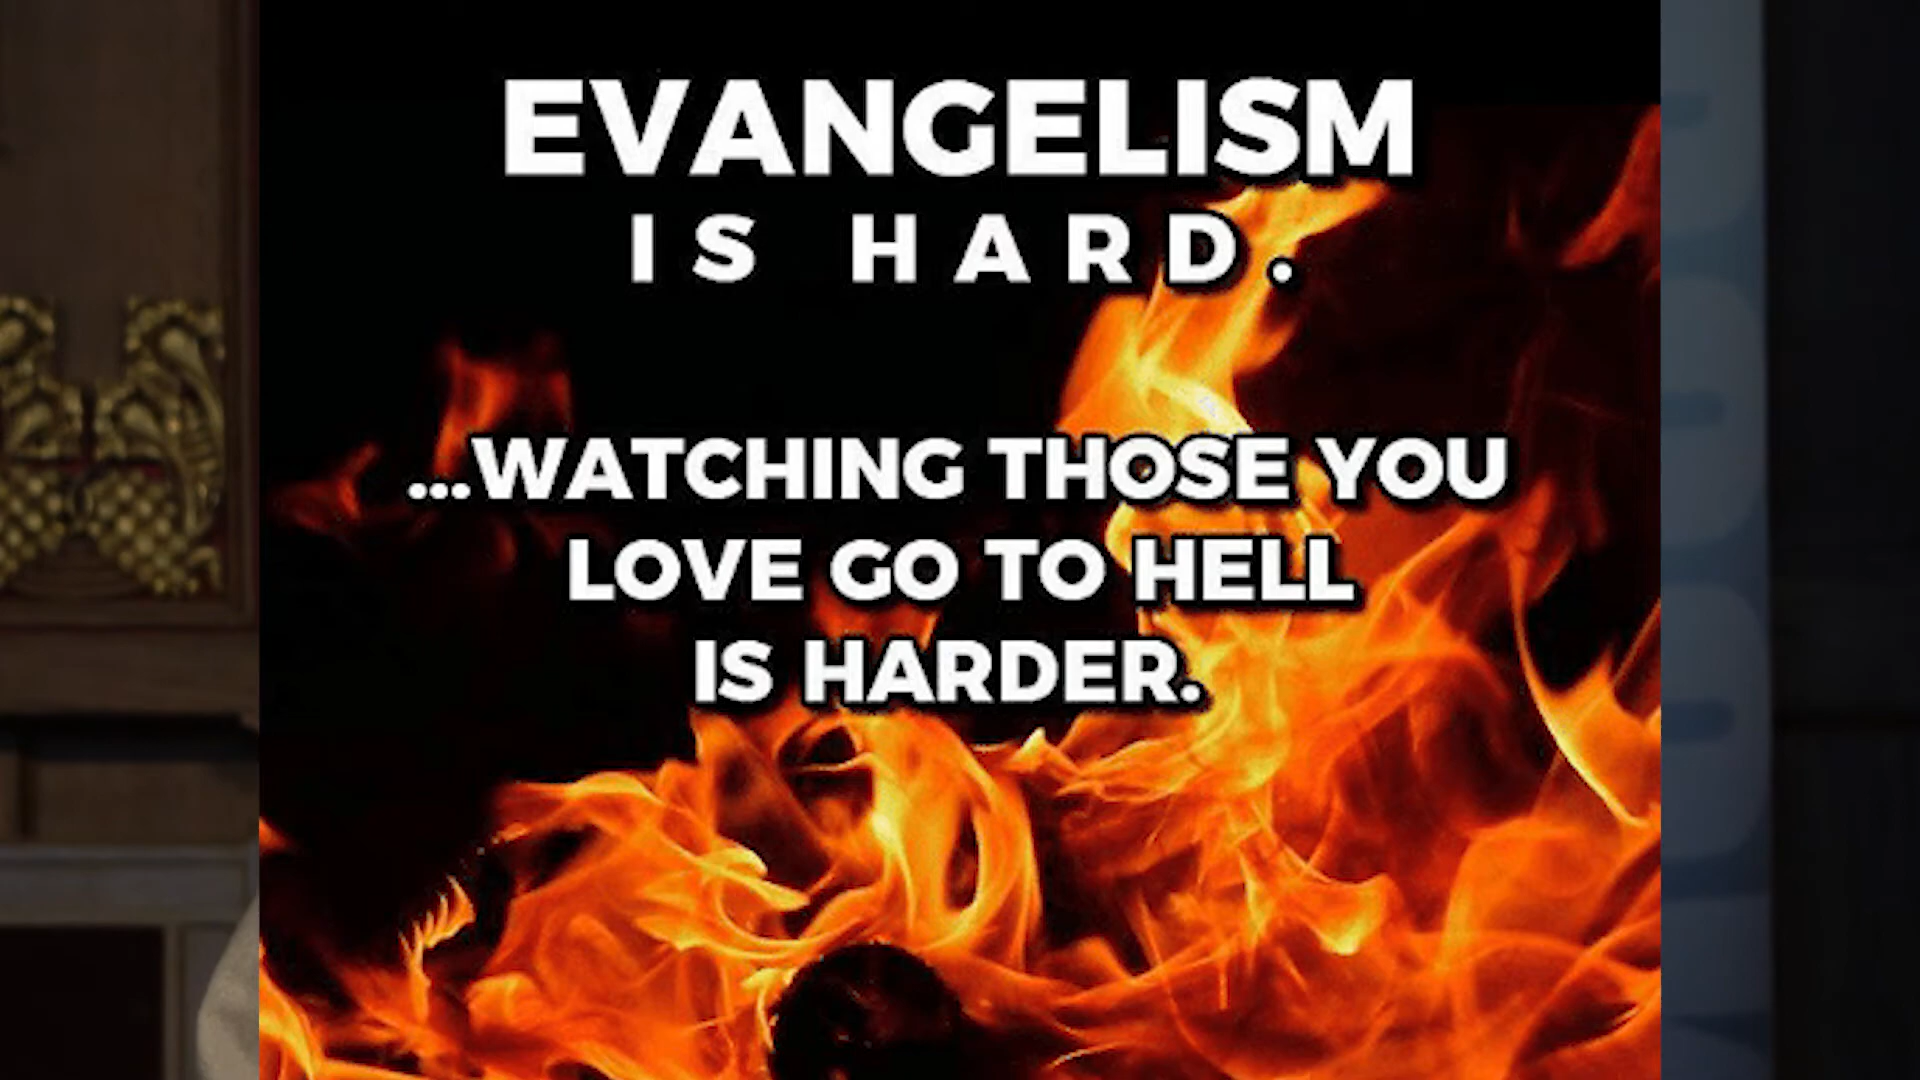 EVANGELISM
IS HARD.
...WATCHING THOSE YOU
LOVE GO TO HELL
IS HARDER.